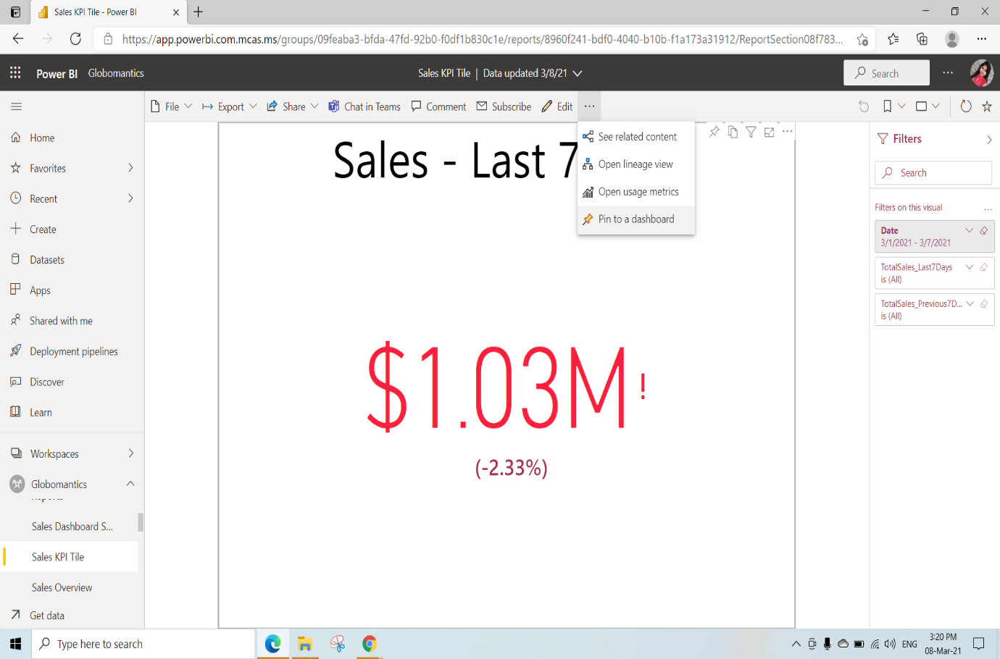 Sales KPI Tile - Power BI
https://app.powerbi.com.mcas.ms/groups/09feaba3-bfda-47fd-92b0-f0df1b830c1e/reports/8960f241-bdf0-4040-b10b-f1a173a31912/ReportSection08f783...
Power BI Globomantics
Sales KPI Tile | Data updated 3/8/21
Search
File
Export
Share
Chat in Teams
Comment
Subscribe
Edit
See related content
Open lineage view
Open usage metrics
Pin to a dashboard
Home
Favorites
Recent
Create
Datasets
Apps
Shared with me
Deployment pipelines
Discover
Learn
Workspaces
Globomantics
Sales Dashboard S...
Sales KPI Tile
Sales Overview
Get data
Sales - Last 7
$1.03M !
(-2.33%)
Filters
Search
Filters on this visual
Date
3/1/2021 - 3/7/2021
TotalSales_Last7Days
is (All)
TotalSales_Previous7D...
is (All)
Type here to search
ENG
3:20 PM
08-Mar-21